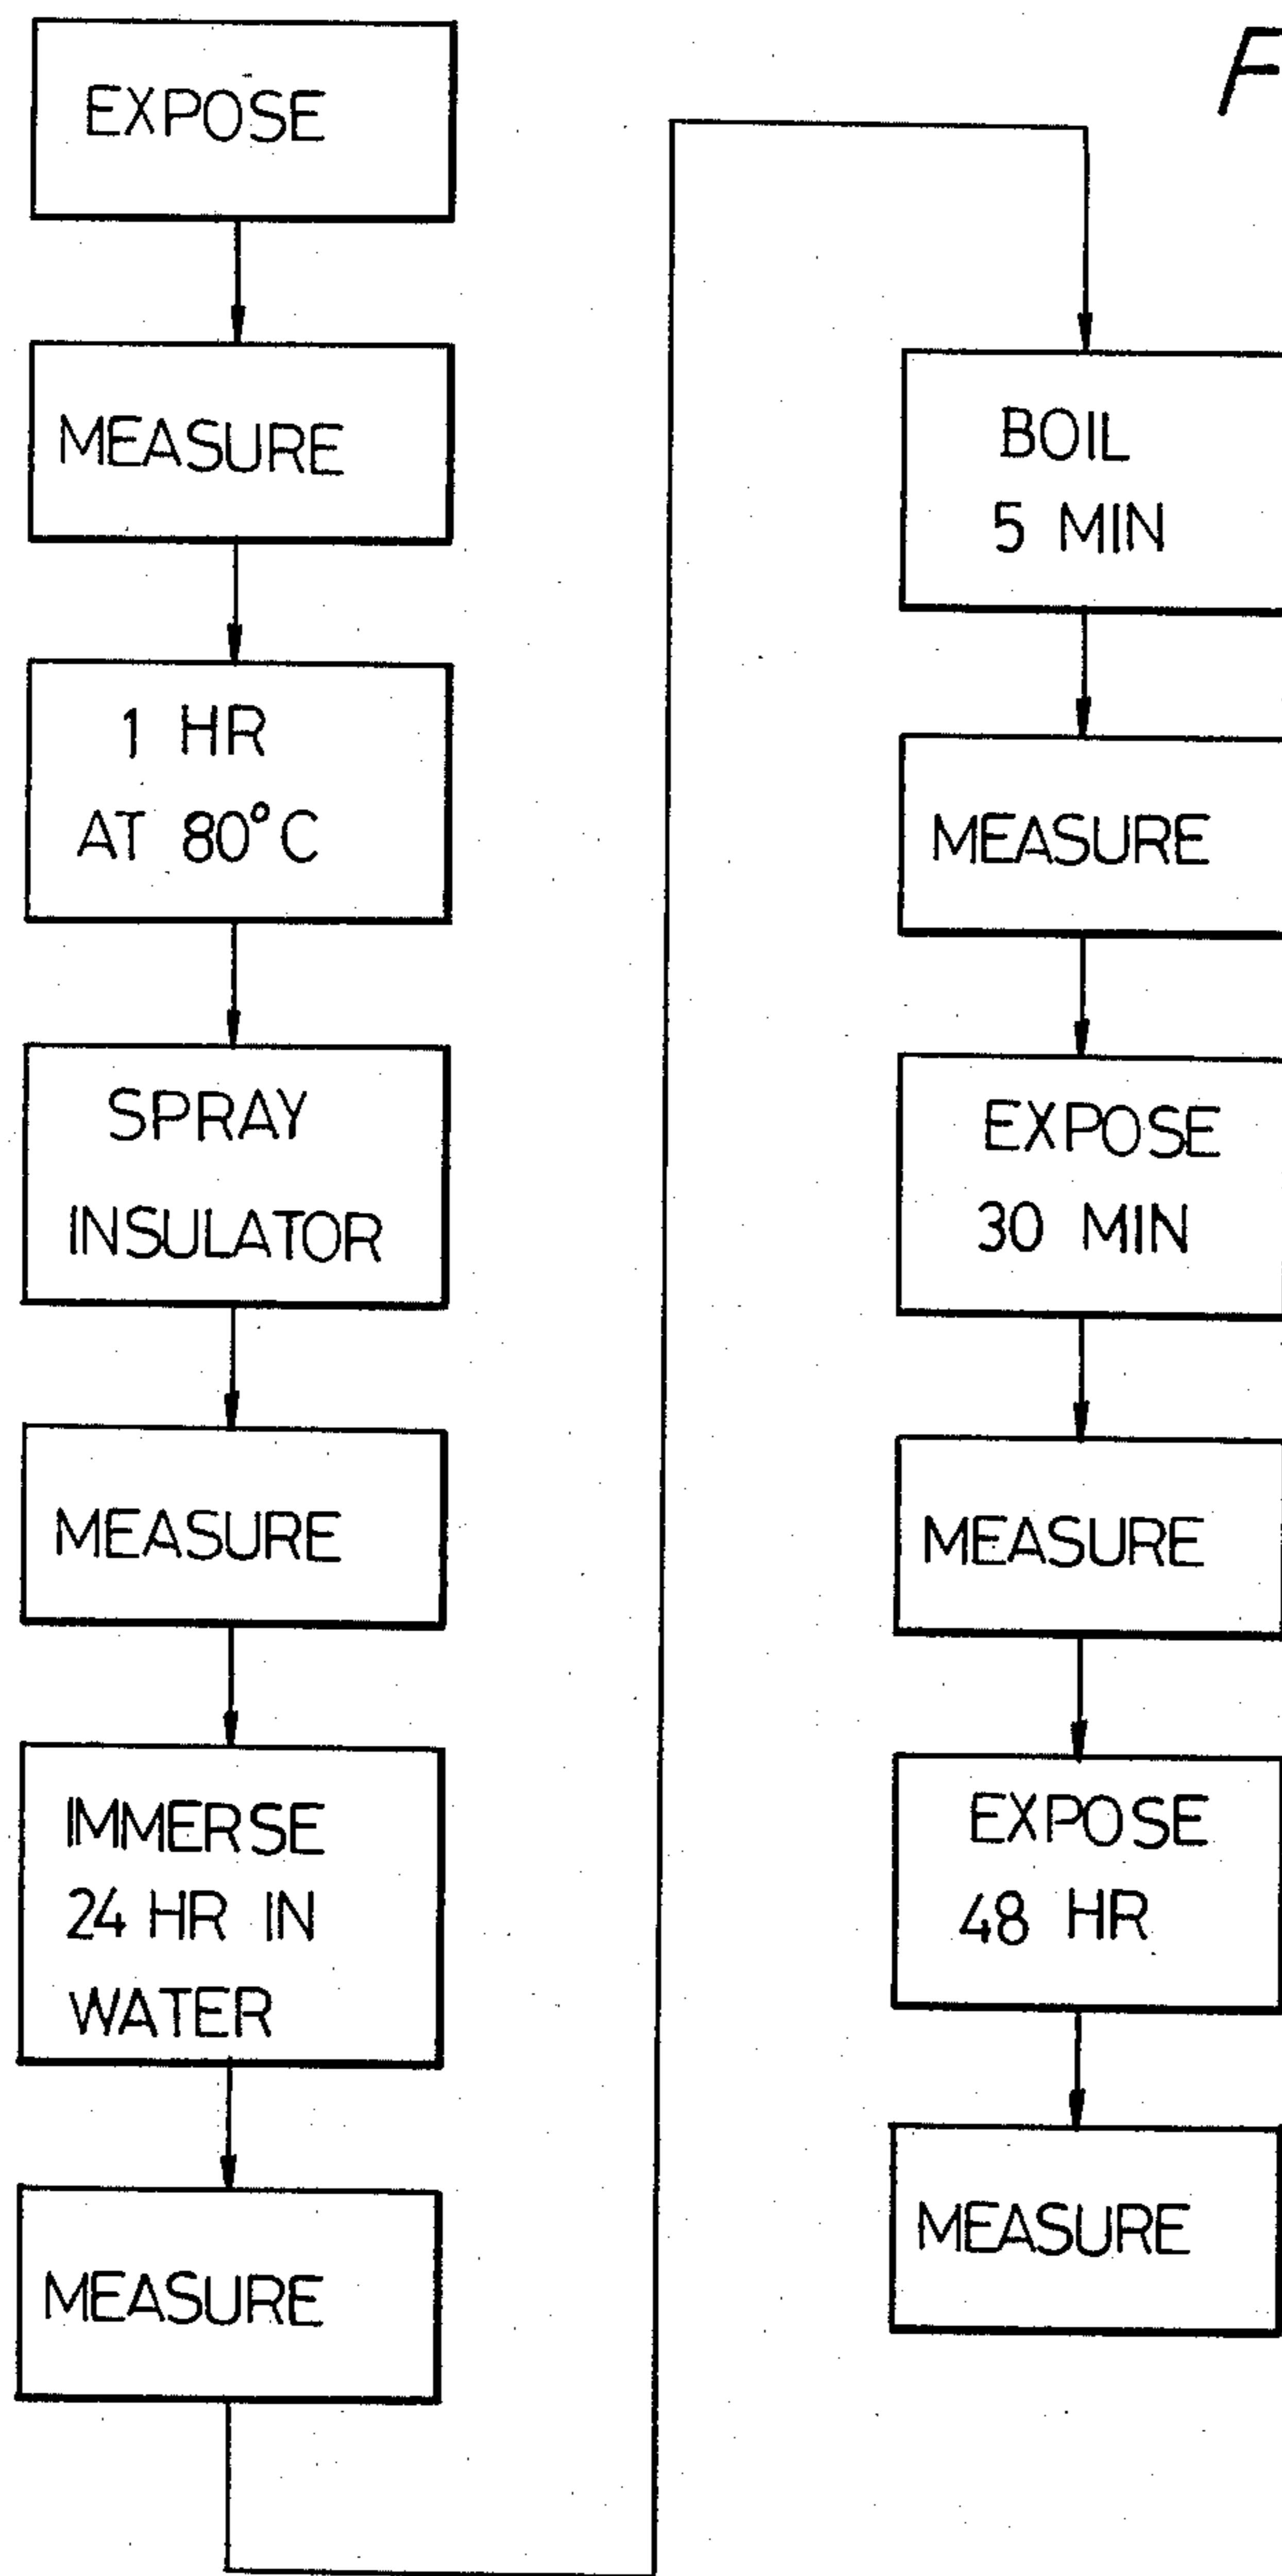 EXPOSE
MEASURE
1 HR
AT 80°C
SPRAY
INSULATOR
MEASURE
IMMERSE
24 HR IN
WATER
MEASURE
F
BOIL
5 MIN
MEASURE
EXPOSE
30 MIN
MEASURE
EXPOSE
48 HR
MEASURE